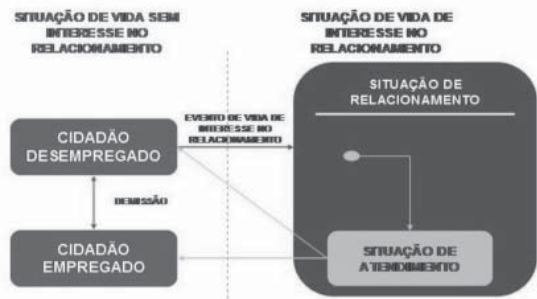 SITUAÇÃO DE VIDA SEM
INTERESSE NO
RELACIONAMENTO
SITUAÇÃO DE VIDA DE
INTERESSE NO
RELACIONAMENTO
SITUAÇÃO DE
RELACIONAMENTO
EVENTO DE VIDA DE
INTERESSE NO
RELACIONAMENTO
CIDADÃO
DESEMPREGADO
DEMISSÃO
CIDADÃO
EMPREGADO
SITUAÇÃO DE
ATENDIMENTO